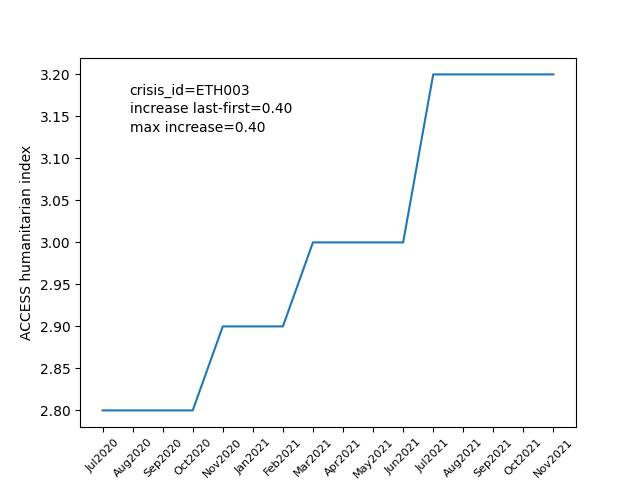 crisis_id=ETH003
increase last-first=0.40
max increase=0.40
ACCESS humanitarian index
3.20
3.15
3.10
3.05
3.00
2.95
2.90
2.85
2.80
Jul2020
Aug2020
Sep2020
Oct2020
Nov2020
Jan2021
Feb2021
Mar2021
Apr2021
May2021
Jun2021
Jul2021
Aug2021
Sep2021
Oct2021
Nov2021